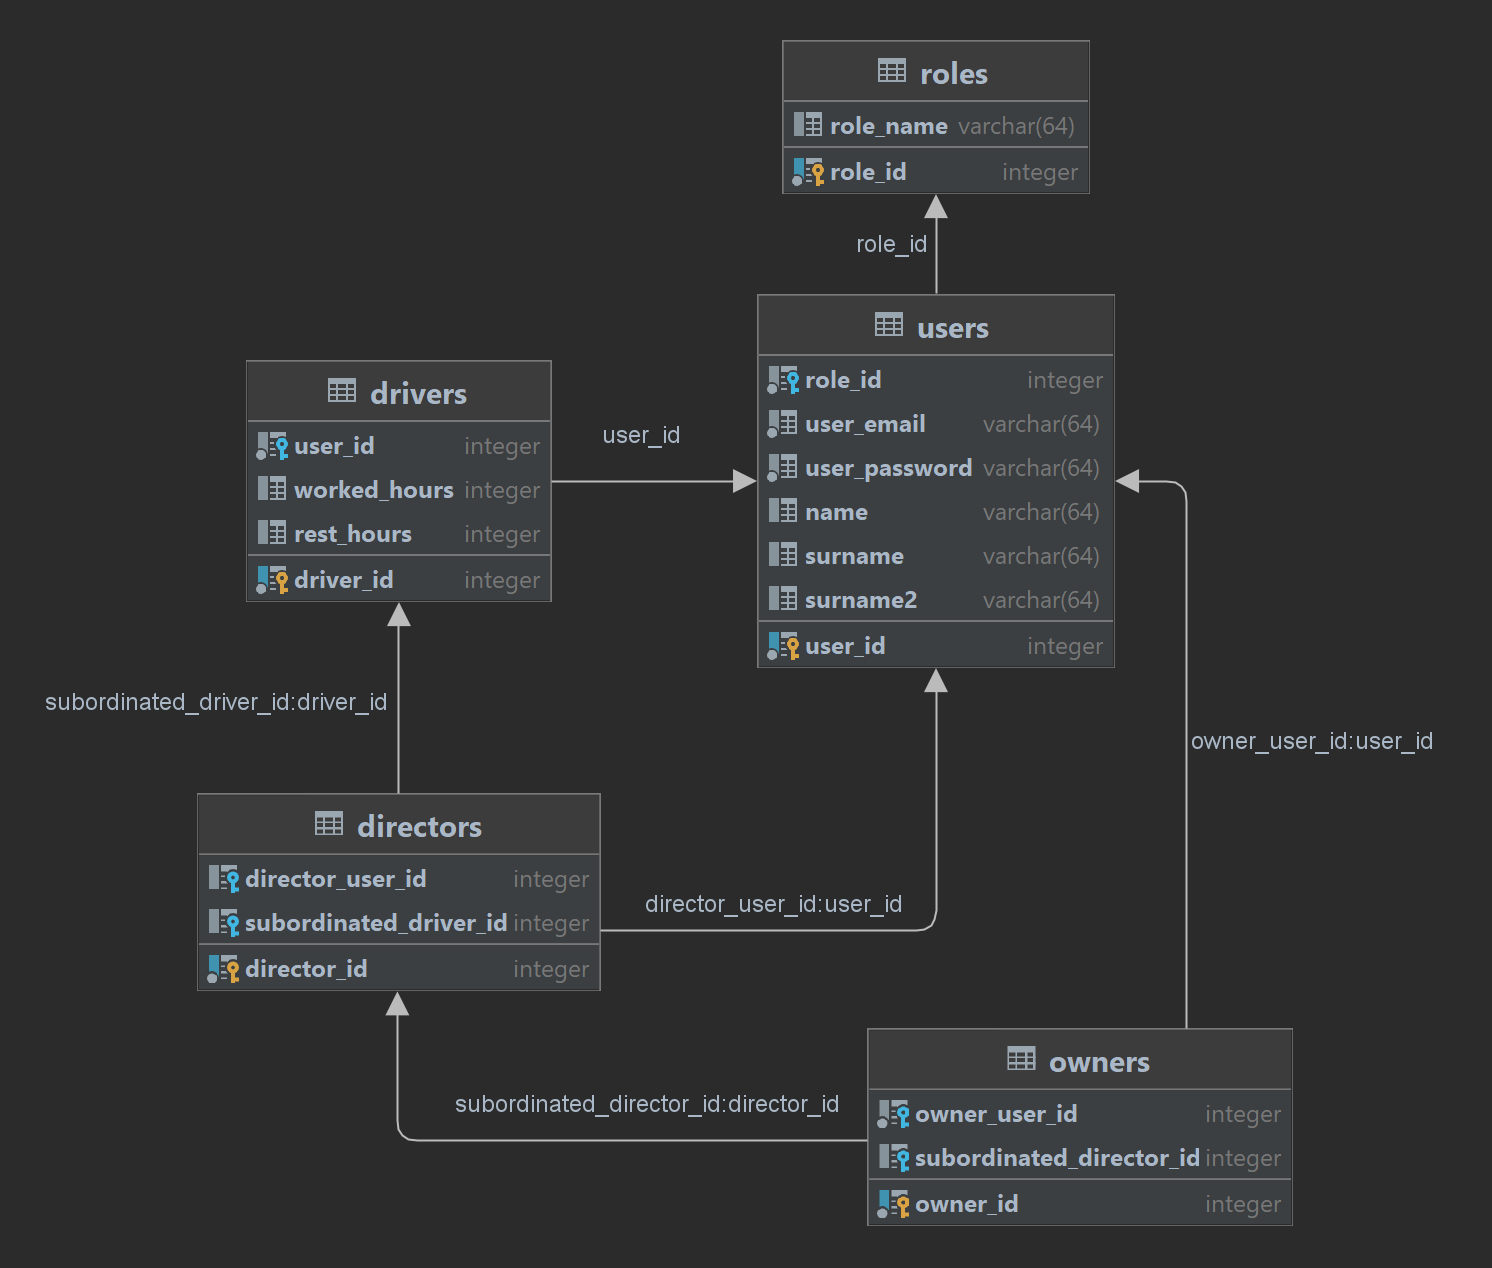 roles
role_name varchar(64)
role_id integer
role_id
users
role_id integer
user_email varchar(64)
user_password varchar(64)
name varchar(64)
surname varchar(64)
surname2 varchar(64)
user_id integer
drivers
user_id integer
worked_hours integer
rest_hours integer
driver_id integer
user_id
subordinated_driver_id:driver_id
owner_user_id:user_id
directors
director_user_id integer
subordinated_driver_id integer
director_id integer
director_user_id:user_id
subordinated_director_id:director_id
owners
owner_user_id integer
subordinated_director_id integer
owner_id integer